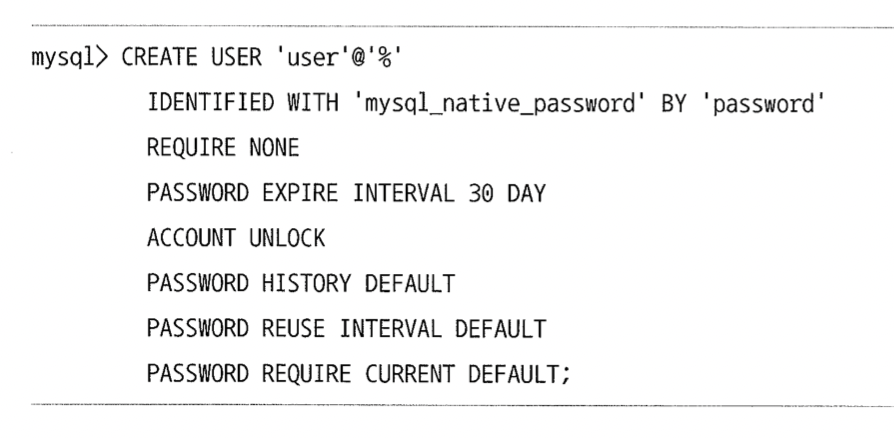 mysql> CREATE USER 'user'@'%'
IDENTIFIED WITH 'mysql_native_password' BY 'password'
REQUIRE NONE
PASSWORD EXPIRE INTERVAL 30 DAY
ACCOUNT UNLOCK
PASSWORD HISTORY DEFAULT
PASSWORD REUSE INTERVAL DEFAULT
PASSWORD REQUIRE CURRENT DEFAULT;